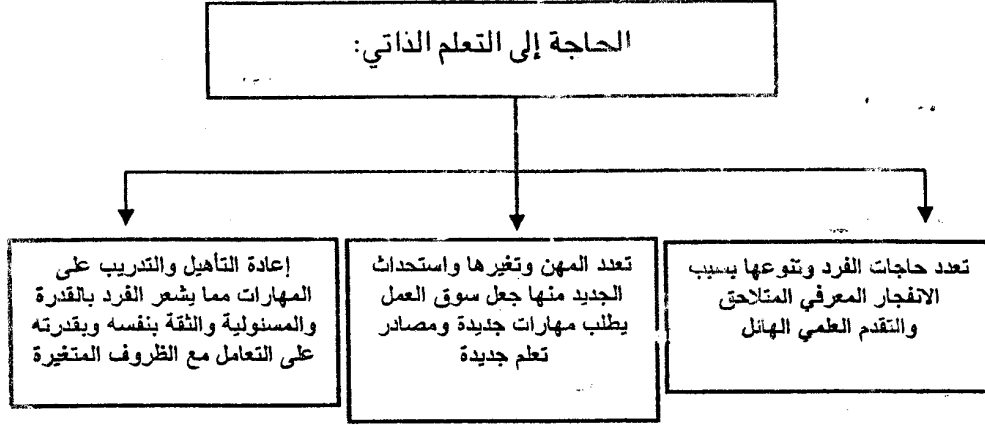 الحاجة إلى التعلم الذاتي:
تعدد حاجات الفرد وتنوعها بسبب
الانفجار المعرفي المتلاحق
والتقدم العلمي الهائل
تعدد المهن وتغيرها واستحداث
الجديد منها جعل سوق العمل
يطلب مهارات جديدة ومصادر
تعلم جديدة
إعادة التأهيل والتدريب على
المهارات مما يشعر الفرد بالقدرة
والمسئولية والثقة بنفسه وبقدرته
على التعامل مع الظروف المتغيرة